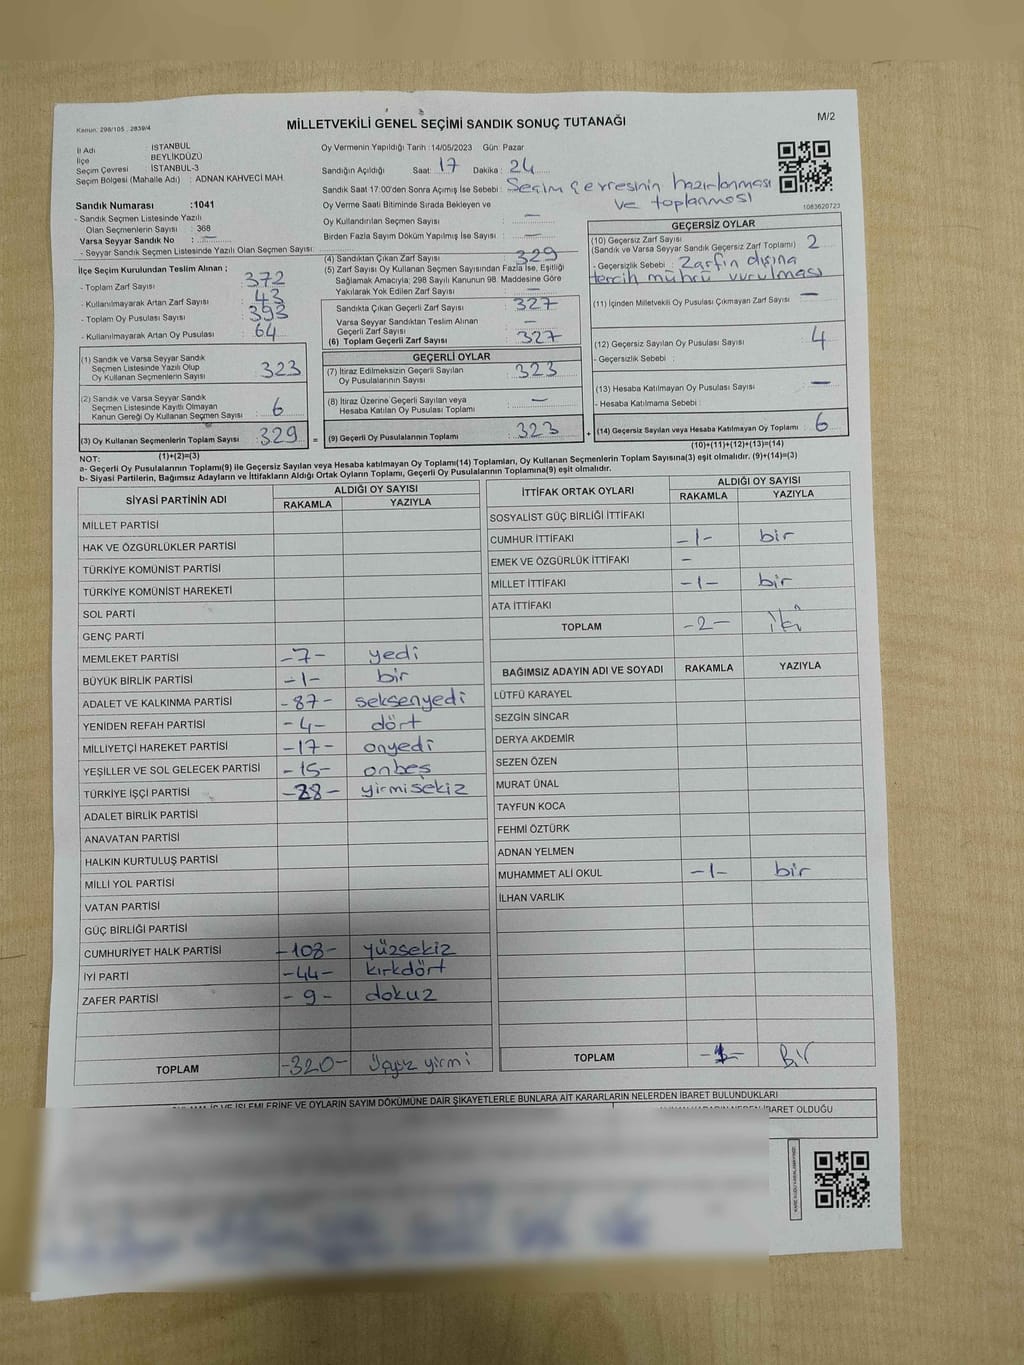 Kanun: 298/105 , 2839/4
M/2
MİLLETVEKİLİ GENEL SEÇİMİ SANDIK SONUÇ TUTANAĞI
İl Adı : İSTANBUL
İlçe BEYLİKDÜZÜ
Seçim Çevresi : İSTANBUL-3
Seçim Bölgesi (Mahalle Adı) : ADNAN KAHVECİ MAH.
Oy Vermenin Yapıldığı Tarih :14/05/2023 Gün: Pazar
Sandığın Açıldığı Saat: 17 Dakika : 24
Sandık Saat 17:00'den Sonra Açımış İse Sebebi : Seçim çevresinin hazırlanması
ve toplanması
Oy Verme Saati Bitiminde Sırada Bekleyen ve
Oy Kullandırılan Seçmen Sayısı : —
Birden Fazla Sayım Döküm Yapılmış İse Sayısı : —
1083620723
Sandık Numarası :1041
- Sandık Seçmen Listesinde Yazılı
Olan Seçmenlerin Sayısı : 368
Varsa Seyyar Sandık No : —
- Seyyar Sandık Seçmen Listesinde Yazılı Olan Seçmen Sayısı:
İlçe Seçim Kurulundan Teslim Alınan ;
- Toplam Zarf Sayısı : 372
- Kullanılmayarak Artan Zarf Sayısı : 43
- Toplam Oy Pusulası Sayısı : 393
- Kullanılmayarak Artan Oy Pusulası : 64
(1) Sandık ve Varsa Seyyar Sandık
Seçmen Listesinde Yazılı Olup
Oy Kullanan Seçmenlerin Sayısı : 323
(2) Sandık ve Varsa Seyyar Sandık
Seçmen Listesinde Kayıtlı Olmayan
Kanun Gereği Oy Kullanan Seçmen Sayısı : 6
(3) Oy Kullanan Seçmenlerin Toplam Sayısı : 329
(1)+(2)=(3)
(4) Sandıktan Çıkan Zarf Sayısı : 329
(5) Zarf Sayısı Oy Kullanan Seçmen Sayısından Fazla İse, Eşitliği
Sağlamak Amacıyla; 298 Sayılı Kanunun 98. Maddesine Göre
Yakılarak Yok Edilen Zarf Sayısı : —
Sandıkta Çıkan Geçerli Zarf Sayısı : 327
Varsa Seyyar Sandıktan Teslim Alınan
Geçerli Zarf Sayısı : —
(6) Toplam Geçerli Zarf Sayısı : 327
GEÇERLİ OYLAR
(7) İtiraz Edilmeksizin Geçerli Sayılan
Oy Pusulalarının Sayısı : 323
(8) İtiraz Üzerine Geçerli Sayılan veya
Hesaba Katılan Oy Pusulası Toplamı : —
= (9) Geçerli Oy Pusulalarının Toplamı : 323
GEÇERSİZ OYLAR
(10) Geçersiz Zarf Sayısı
(Sandık ve Varsa Seyyar Sandık Geçersiz Zarf Toplamı) : 2
- Geçersizlik Sebebi : Zarfın dışına
tercih mührü vurulması
(11) İçinden Milletvekili Oy Pusulası Çıkmayan Zarf Sayısı : —
(12) Geçersiz Sayılan Oy Pusulası Sayısı : 4
- Geçersizlik Sebebi :
(13) Hesaba Katılmayan Oy Pusulası Sayısı : —
- Hesaba Katılmama Sebebi :
+ (14) Geçersiz Sayılan veya Hesaba Katılmayan Oy Toplamı : 6
(10)+(11)+(12)+(13)=(14)
NOT:
a- Geçerli Oy Pusulalarının Toplamı(9) ile Geçersiz Sayılan veya Hesaba katılmayan Oy Toplamı(14) Toplamları, Oy Kullanan Seçmenlerin Toplam Sayısına(3) eşit olmalıdır. (9)+(14)=(3)
b- Siyasi Partilerin, Bağımsız Adayların ve İttifakların Aldığı Ortak Oyların Toplamı, Geçerli Oy Pusulalarının Toplamına(9) eşit olmalıdır.
SİYASİ PARTİNİN ADI ALDIĞI OY SAYISI
RAKAMLA YAZIYLA
MİLLET PARTİSİ
HAK VE ÖZGÜRLÜKLER PARTİSİ
TÜRKİYE KOMÜNİST PARTİSİ
TÜRKİYE KOMÜNİST HAREKETİ
SOL PARTİ
GENÇ PARTİ
MEMLEKET PARTİSİ -7- yedi
BÜYÜK BİRLİK PARTİSİ -1- bir
ADALET VE KALKINMA PARTİSİ -87- seksenyedi
YENİDEN REFAH PARTİSİ -4- dört
MİLLİYETÇİ HAREKET PARTİSİ -17- onyedi
YEŞİLLER VE SOL GELECEK PARTİSİ -15- onbeş
TÜRKİYE İŞÇİ PARTİSİ -28- yirmisekiz
ADALET BİRLİK PARTİSİ
ANAVATAN PARTİSİ
HALKIN KURTULUŞ PARTİSİ
MİLLİ YOL PARTİSİ
VATAN PARTİSİ
GÜÇ BİRLİĞİ PARTİSİ
CUMHURİYET HALK PARTİSİ -108- yüzsekiz
İYİ PARTİ -44- kırkdört
ZAFER PARTİSİ -9- dokuz
TOPLAM -320- üçyüz yirmi
İTTİFAK ORTAK OYLARI ALDIĞI OY SAYISI
RAKAMLA YAZIYLA
SOSYALİST GÜÇ BİRLİĞİ İTTİFAKI
CUMHUR İTTİFAKI -1- bir
EMEK VE ÖZGÜRLÜK İTTİFAKI -
MİLLET İTTİFAKI -1- bir
ATA İTTİFAKI
TOPLAM -2- iki
BAĞIMSIZ ADAYIN ADI VE SOYADI RAKAMLA YAZIYLA
LÜTFÜ KARAYEL
SEZGİN SİNCAR
DERYA AKDEMİR
SEZEN ÖZEN
MURAT ÜNAL
TAYFUN KOCA
FEHMİ ÖZTÜRK
ADNAN YELMEN
MUHAMMET ALİ OKUL -1- bir
İLHAN VARLIK
TOPLAM -1- Bir
İŞLEMLERİNE VE OYLARIN SAYIM DÖKÜMÜNE DAİR ŞİKAYETLERLE BUNLARA AİT KARARLARIN NELERDEN İBARET BULUNDUKLARI
İBARET OLDUĞU